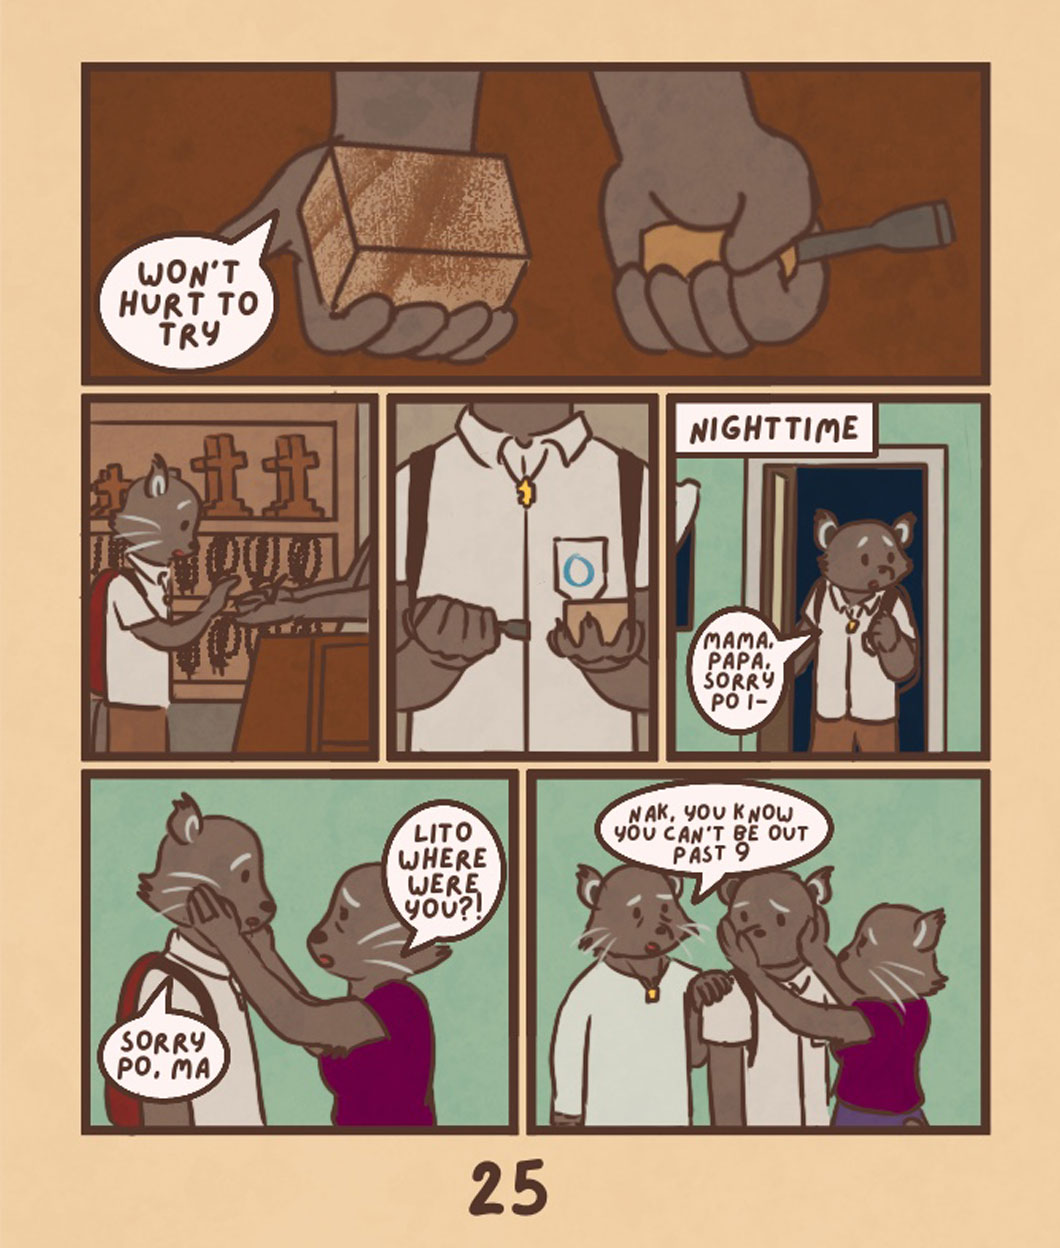 WON'T
HURT TO
TRY
NIGHTTIME
MAMA,
PAPA,
SORRY
PO I-
LITO
WHERE
WERE
YOU?!
SORRY
PO, MA
NAK, YOU KNOW
YOU CAN'T BE OUT
PAST 9
25